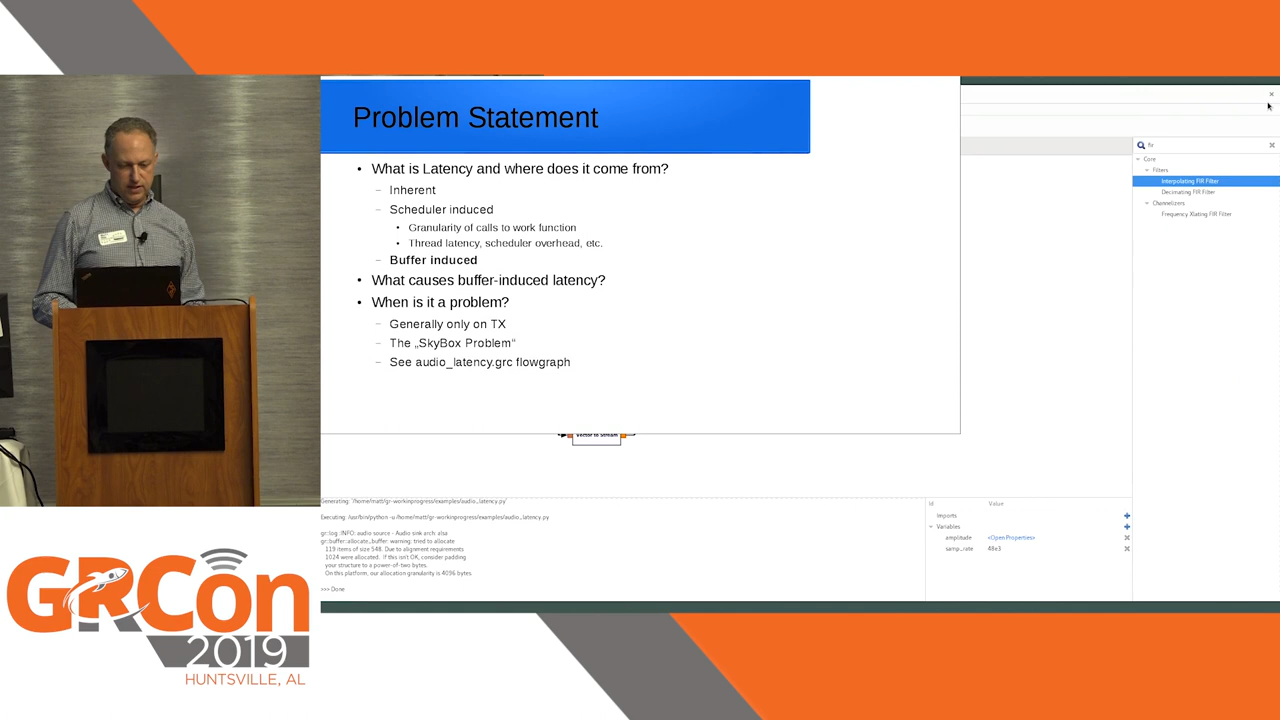 Problem Statement
• What is Latency and where does it come from?
– Inherent
– Scheduler induced
• Granularity of calls to work function
• Thread latency, scheduler overhead, etc.
– Buffer induced
• What causes buffer-induced latency?
• When is it a problem?
– Generally only on TX
– The „SkyBox Problem“
– See audio_latency.grc flowgraph
Vector to Stream
fir
Core
Filters
Interpolating FIR Filter
Decimating FIR Filter
Channelizers
Frequency Xlating FIR Filter
Generating: '/home/matt/gr-workinprogress/examples/audio_latency.py'
Executing: /usr/bin/python -u /home/matt/gr-workinprogress/examples/audio_latency.py
gr::log :INFO: audio source - Audio sink arch: alsa
gr::buffer::allocate_buffer: warning: tried to allocate
119 items of size 548. Due to alignment requirements
1024 were allocated. If this isn't OK, consider padding
your structure to a power-of-two bytes.
On this platform, our allocation granularity is 4096 bytes.
>>> Done
Id Value
Imports
Variables
amplitude <Open Properties>
samp_rate 48e3
GRCon
2019
HUNTSVILLE, AL